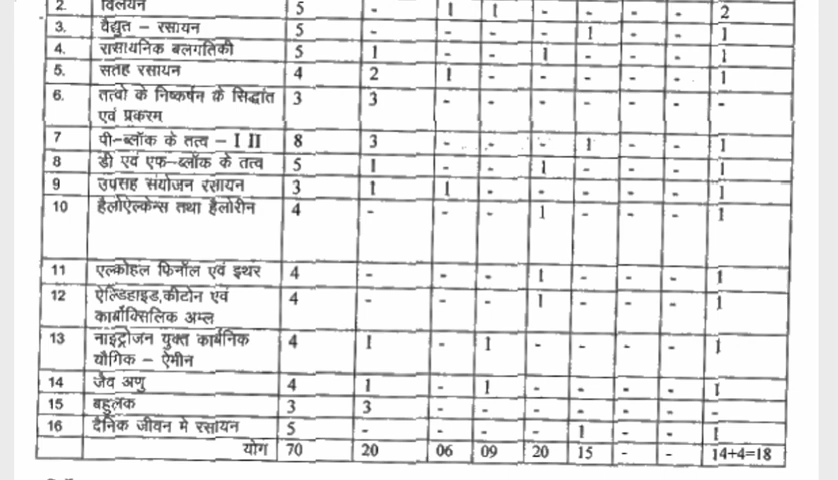 2. विलयन 5 - 1 1 - - - - 2
3. वैद्युत – रसायन 5 - - - - 1 - - 1
4. रासायनिक बलगतिकी 5 1 - - 1 - - - 1
5. सतह रसायन 4 2 1 - - - - - 1
6. तत्वो के निष्कर्षन के सिद्धांत 3 3 - - - - - - -
एवं प्रकरम
7 पी–ब्लॉक के तत्व – I II 8 3 - - - 1 - - 1
8 डी एवं एफ–ब्लॉक के तत्व 5 1 - - 1 - - - 1
9 उपसह संयोजन रसायन 3 1 1 - - - - - 1
10 हैलोऐल्केन्स तथा हैलोरीन 4 - - - 1 - - - 1
11 एल्कोहल फिनॉल एवं इथर 4 - - - 1 - - - 1
12 ऐल्डिहाइड,कीटोन एवं 4 - - - 1 - - - 1
कार्बोक्सिलिक अम्ल
13 नाइट्रोजन युक्त कार्बनिक 4 1 - 1 - - - - 1
यौगिक – ऐमीन
14 जैव अणु 4 1 - 1 - - - - 1
15 बहुलक 3 3 - - - - - - -
16 दैनिक जीवन मे रसायन 5 - - - - 1 - - 1
योग 70 20 06 09 20 15 - - 14+4=18